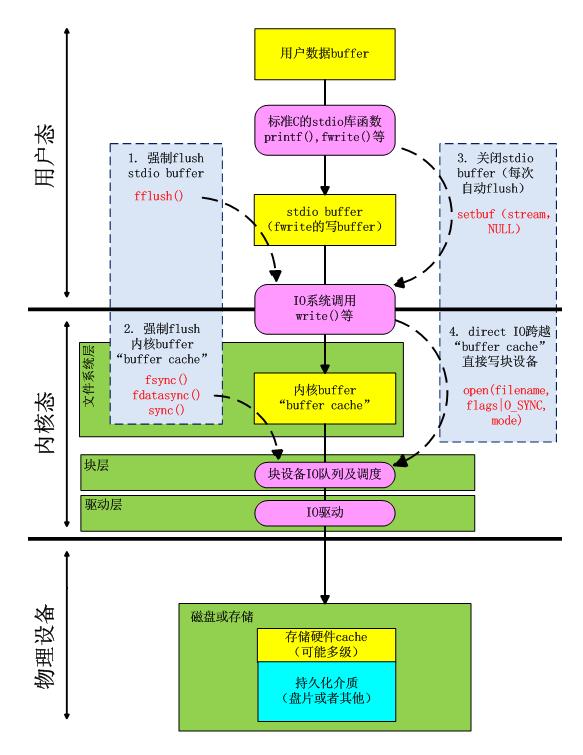 用户态
用户数据buffer
标准C的stdio库函数
printf(),fwrite()等
1. 强制flush
stdio buffer
fflush()
3. 关闭stdio
buffer（每次
自动flush）
setbuf（stream，
NULL）
stdio buffer
（fwrite的写buffer）
IO系统调用
write()等
内核态
2. 强制flush
内核buffer
“buffer cache”
fsync()
fdatasync()
sync()
4. direct IO跨越
“buffer cache”
直接写块设备
open(filename,
flags|O_SYNC,
mode)
文件系统层
内核buffer
“buffer cache”
块层
块设备IO队列及调度
驱动层
IO驱动
物理设备
磁盘或存储
存储硬件cache
（可能多级）
持久化介质
（盘片或者其他）